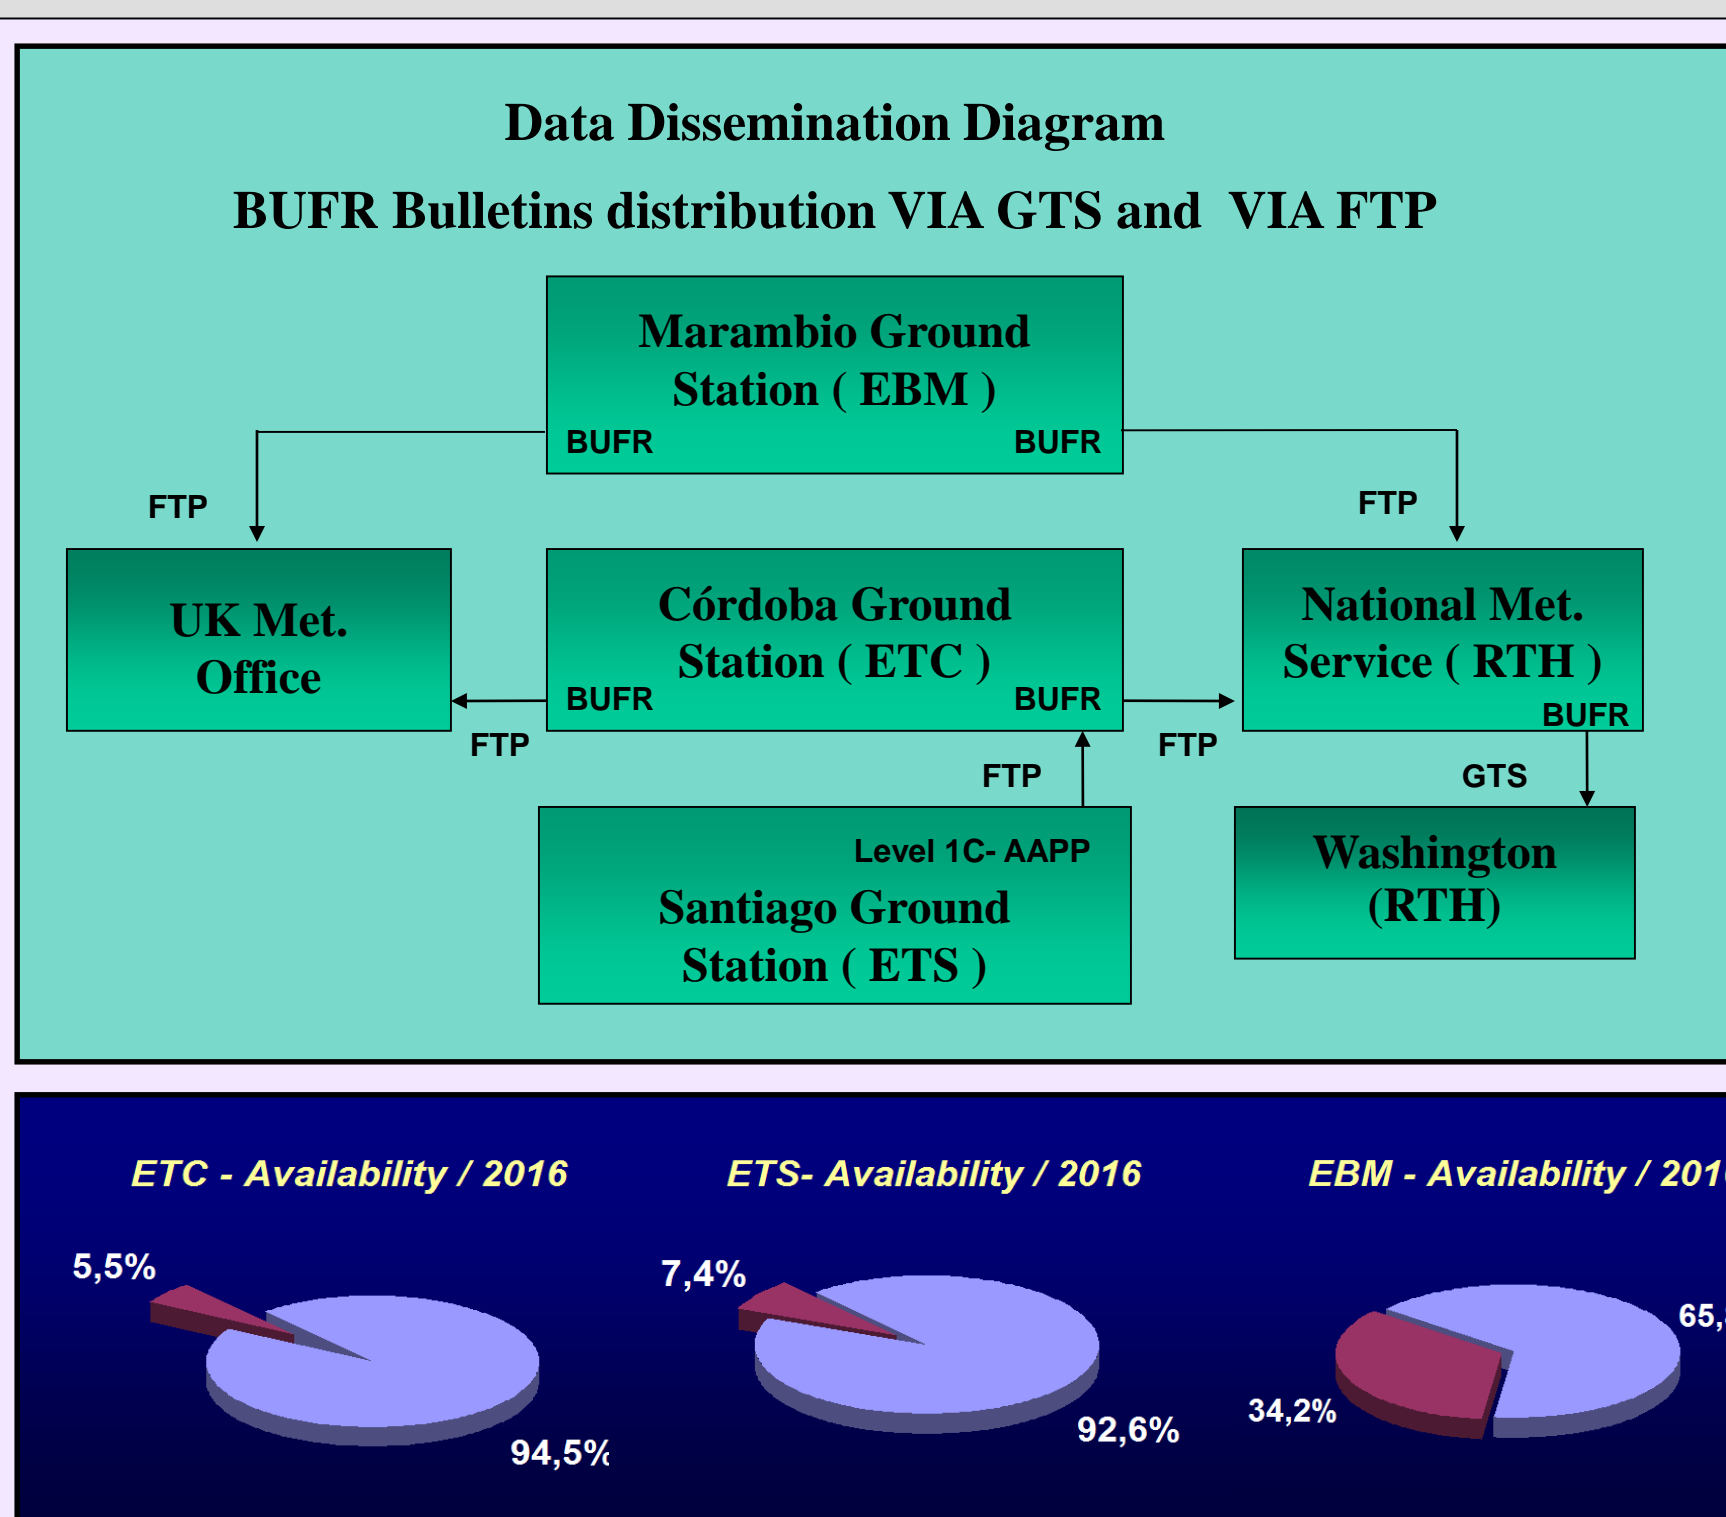 Data Dissemination Diagram
BUFR Bulletins distribution VIA GTS and VIA FTP
Marambio Ground
Station ( EBM )
BUFR
BUFR
FTP
FTP
UK Met.
Office
Córdoba Ground
Station ( ETC )
BUFR
BUFR
National Met.
Service ( RTH )
BUFR
FTP
FTP
FTP
GTS
Level 1C- AAPP
Santiago Ground
Station ( ETS )
Washington
(RTH)
ETC - Availability / 2016
ETS- Availability / 2016
EBM - Availability /
5,5%
94,5%
7,4%
92,6%
34,2%